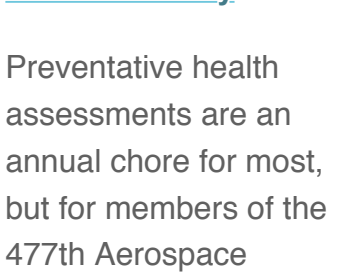 Preventative health
assessments are an
annual chore for most,
but for members of the
477th Aerospace